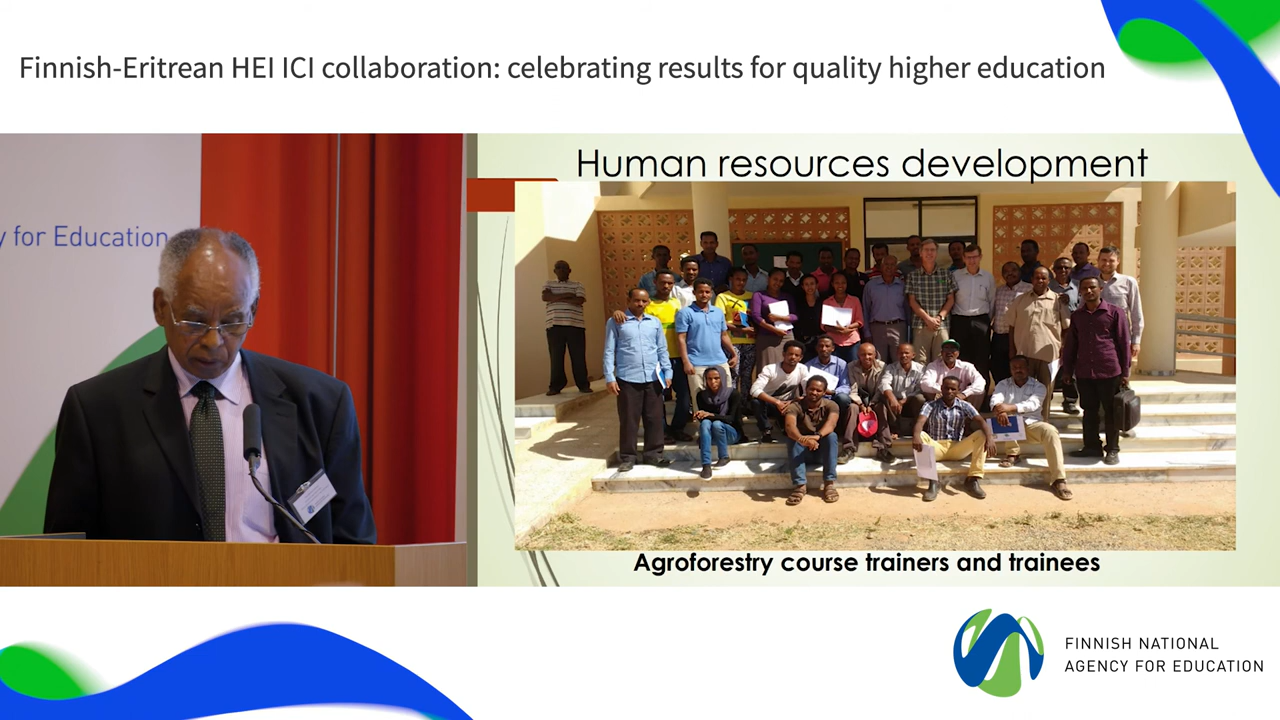 Finnish-Eritrean HEI ICI collaboration: celebrating results for quality higher education
y for Education
Human resources development
Agroforestry course trainers and trainees
FINNISH NATIONAL
AGENCY FOR EDUCATION